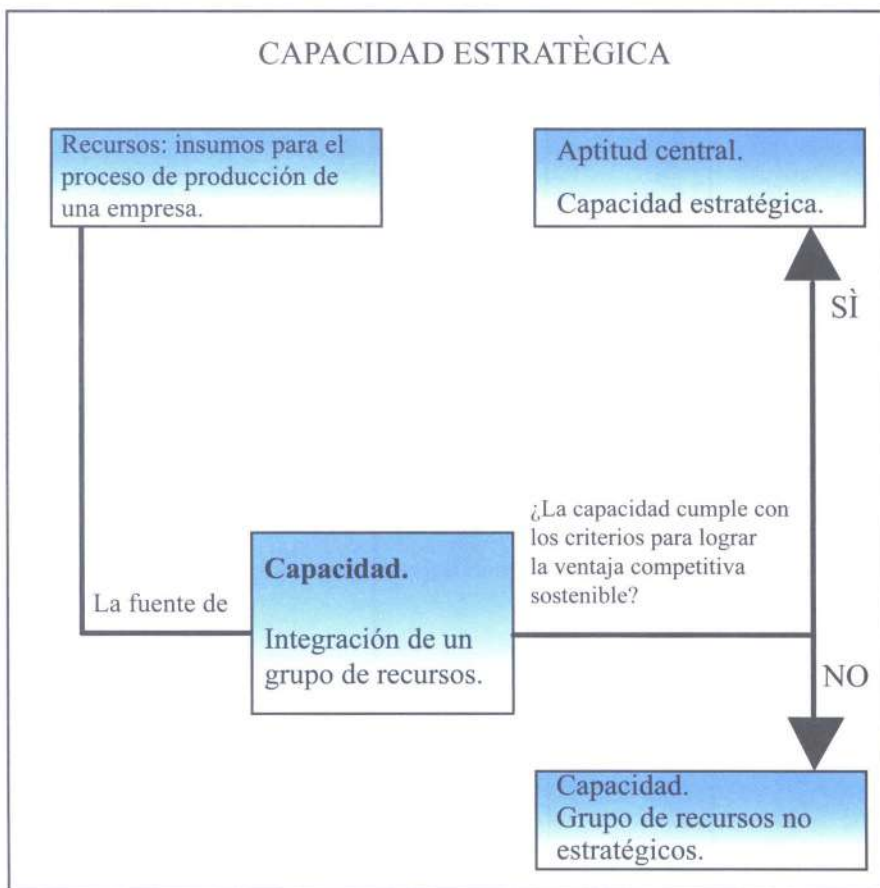 CAPACIDAD ESTRATÈGICA
Recursos: insumos para el
proceso de producción de
una empresa.
Aptitud central.
Capacidad estratégica.
SÌ
La fuente de
Capacidad.
Integración de un
grupo de recursos.
¿La capacidad cumple con
los criterios para lograr
la ventaja competitiva
sostenible?
NO
Capacidad.
Grupo de recursos no
estratégicos.